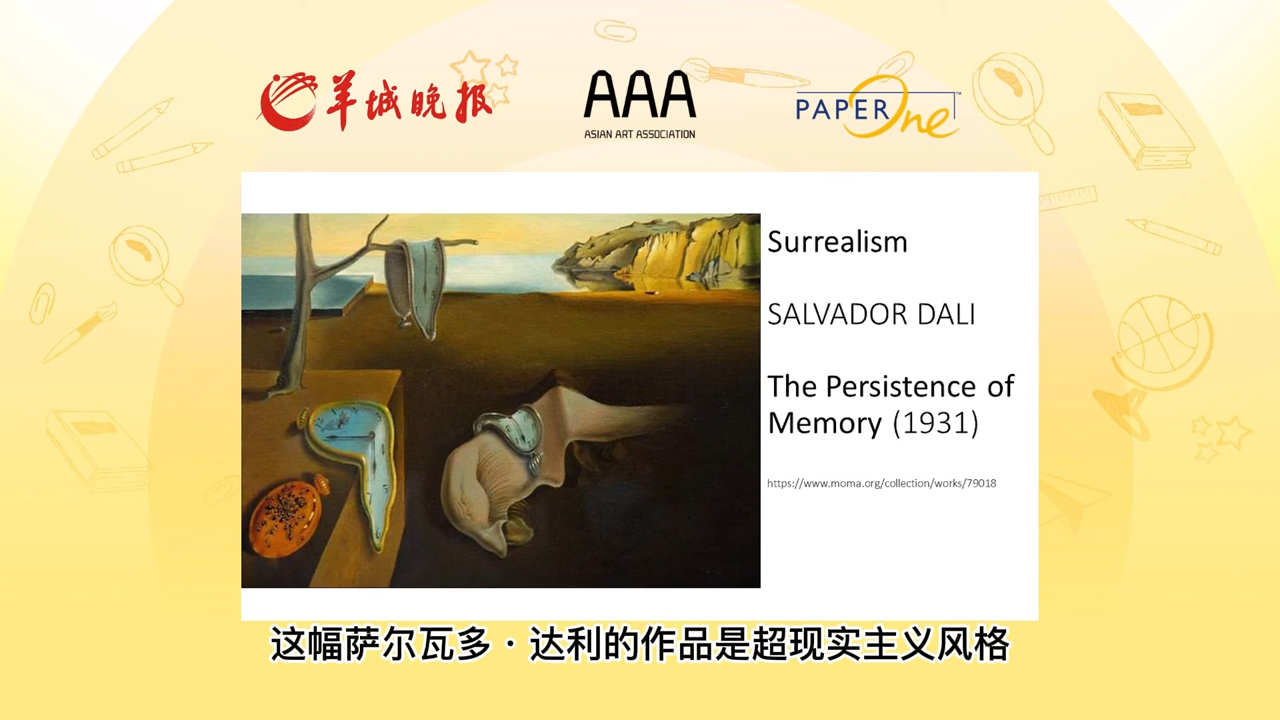 羊城晚报
AAA
ASIAN ART ASSOCIATION
PAPER One
™
Surrealism
SALVADOR DALI
The Persistence of
Memory (1931)
https://www.moma.org/collection/works/79018
这幅萨尔瓦多·达利的作品是超现实主义风格